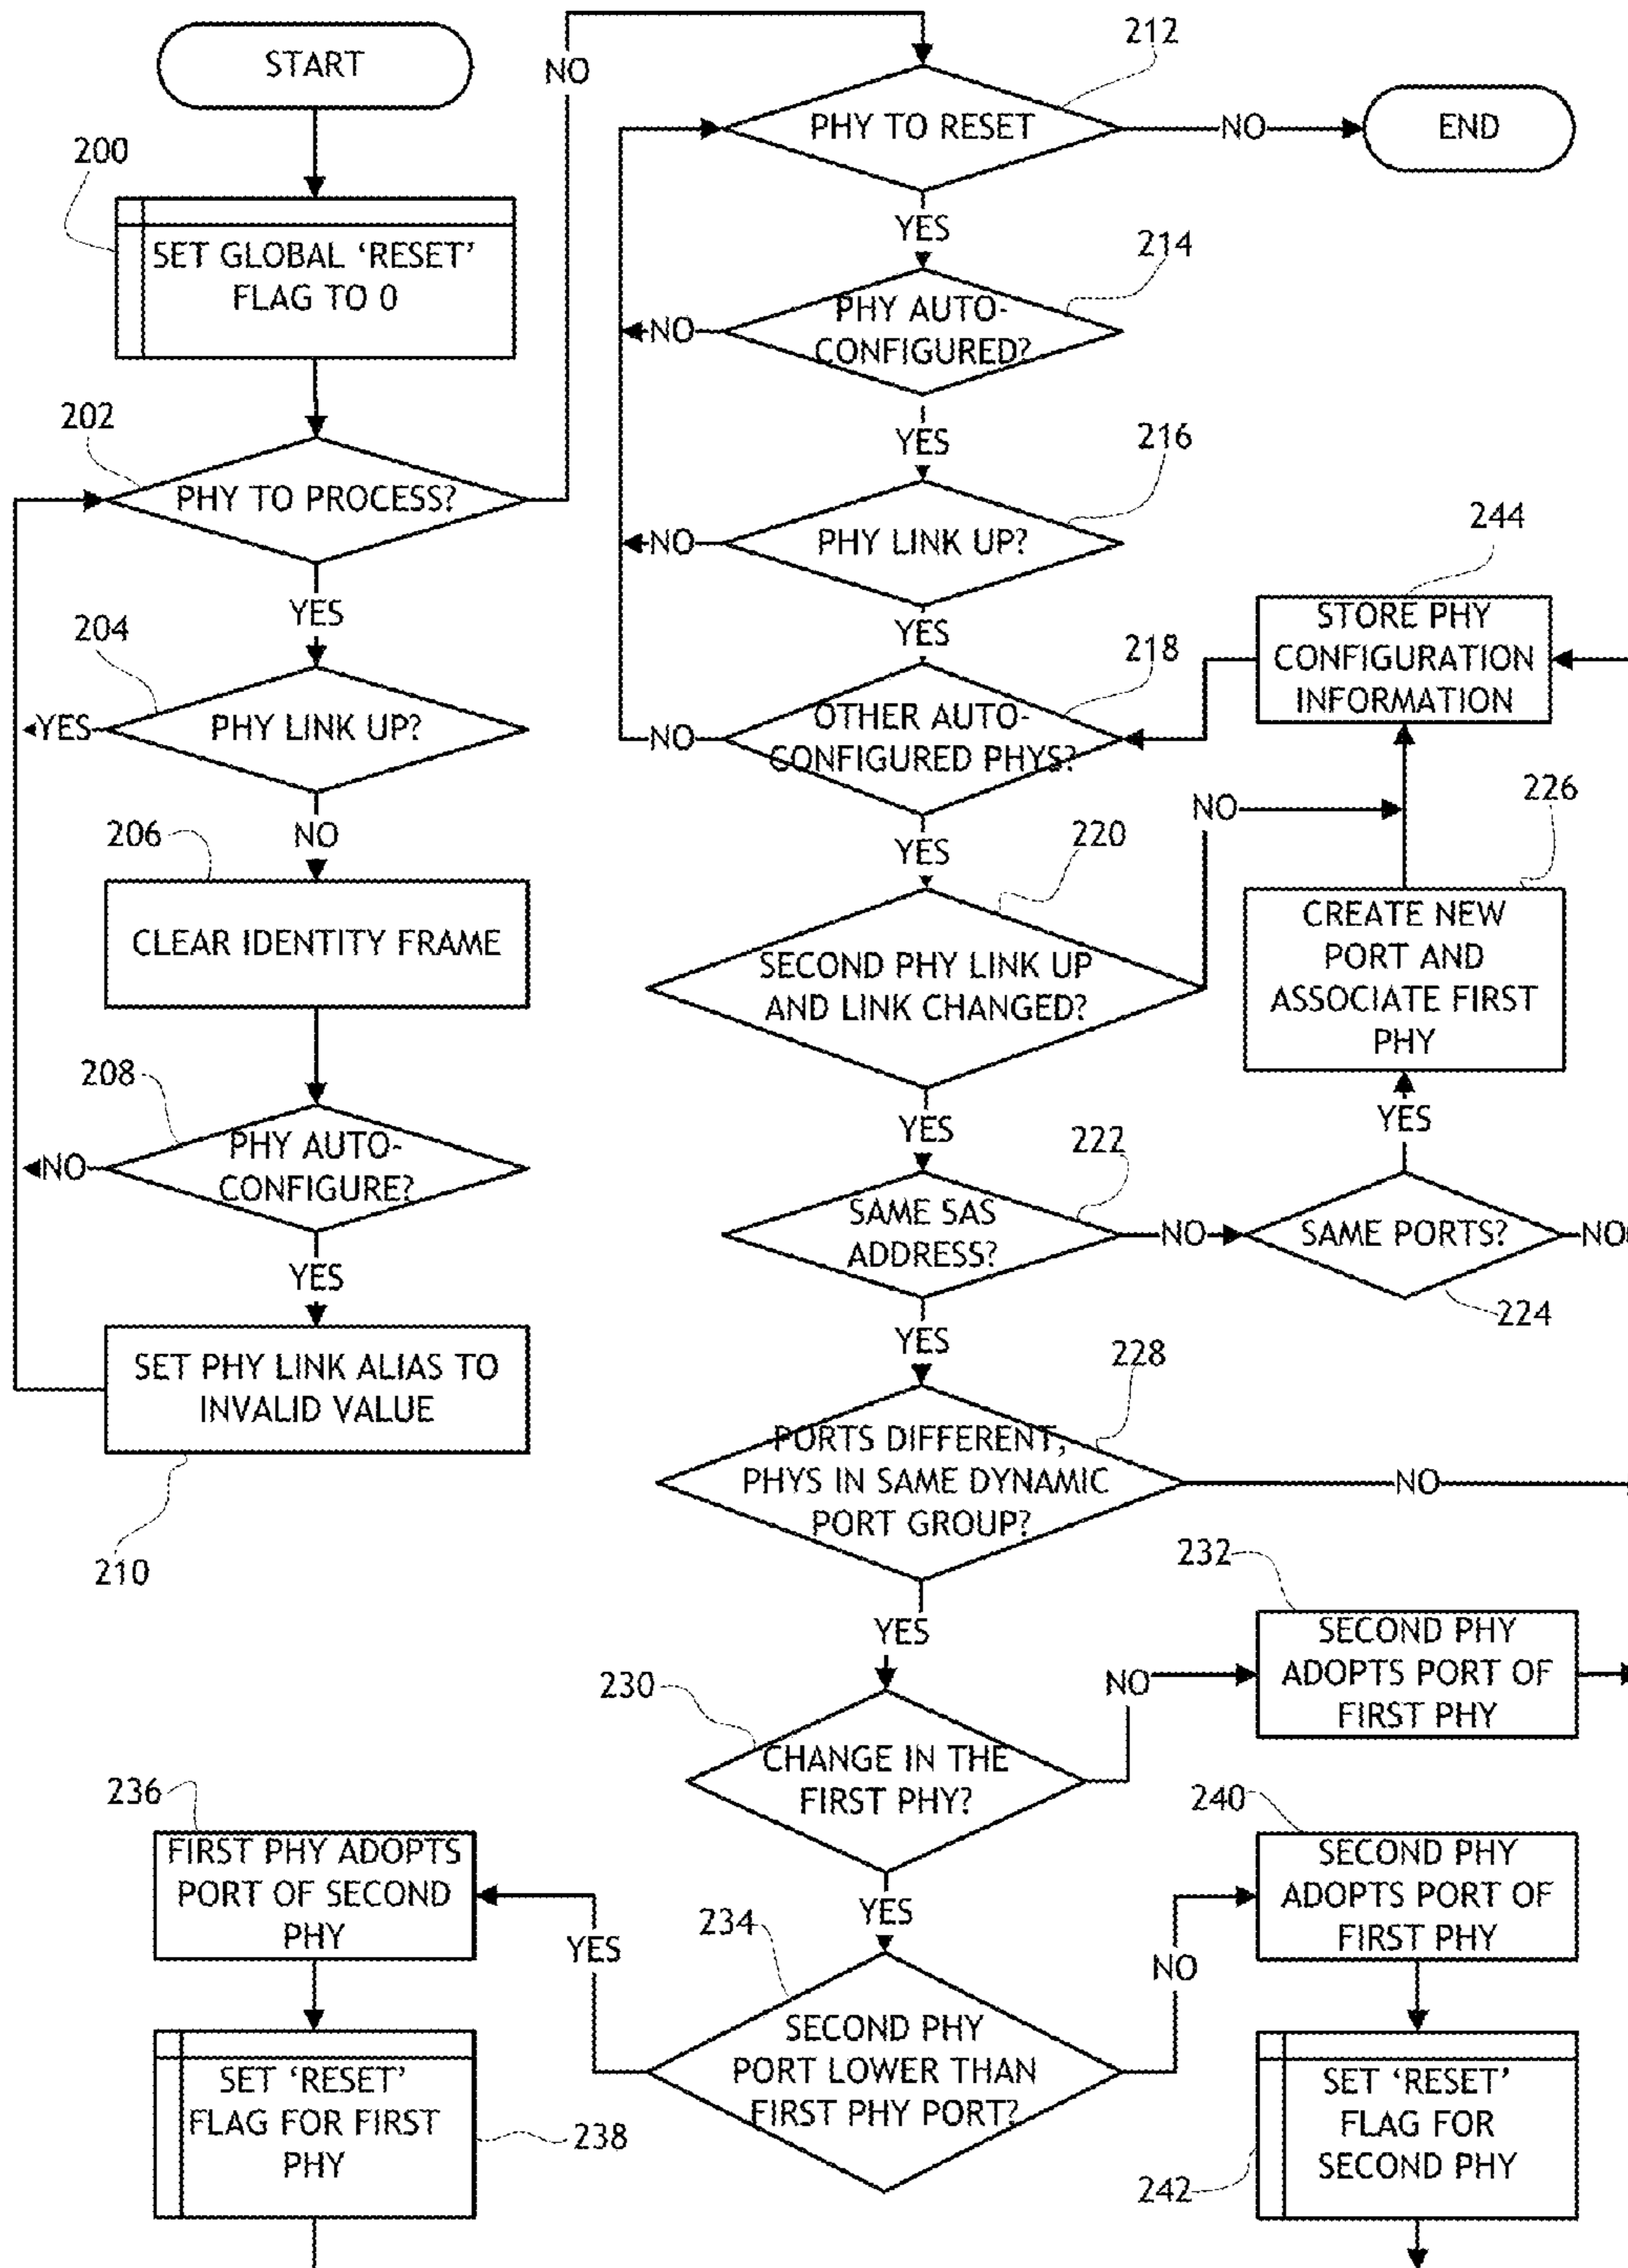 START
200
SET GLOBAL ‘RESET’
FLAG TO 0
202
PHY TO PROCESS?
NO
YES
204
PHY LINK UP?
YES
NO
206
CLEAR IDENTITY FRAME
208
PHY AUTO-
CONFIGURE?
NO
YES
SET PHY LINK ALIAS TO
INVALID VALUE
210
212
PHY TO RESET
NO
END
YES
214
PHY AUTO-
CONFIGURED?
NO
YES
216
PHY LINK UP?
NO
YES
218
OTHER AUTO-
CONFIGURED PHYS?
NO
YES
220
SECOND PHY LINK UP
AND LINK CHANGED?
NO
YES
222
SAME SAS
ADDRESS?
NO
YES
244
STORE PHY
CONFIGURATION
INFORMATION
226
CREATE NEW
PORT AND
ASSOCIATE FIRST
PHY
YES
SAME PORTS?
NO
224
228
PORTS DIFFERENT,
PHYS IN SAME DYNAMIC
PORT GROUP?
NO
YES
230
CHANGE IN THE
FIRST PHY?
NO
232
SECOND PHY
ADOPTS PORT OF
FIRST PHY
YES
234
SECOND PHY
PORT LOWER THAN
FIRST PHY PORT?
YES
NO
236
FIRST PHY ADOPTS
PORT OF SECOND
PHY
SET ‘RESET’
FLAG FOR FIRST
PHY
238
240
SECOND PHY
ADOPTS PORT OF
FIRST PHY
SET ‘RESET’
FLAG FOR
SECOND PHY
242